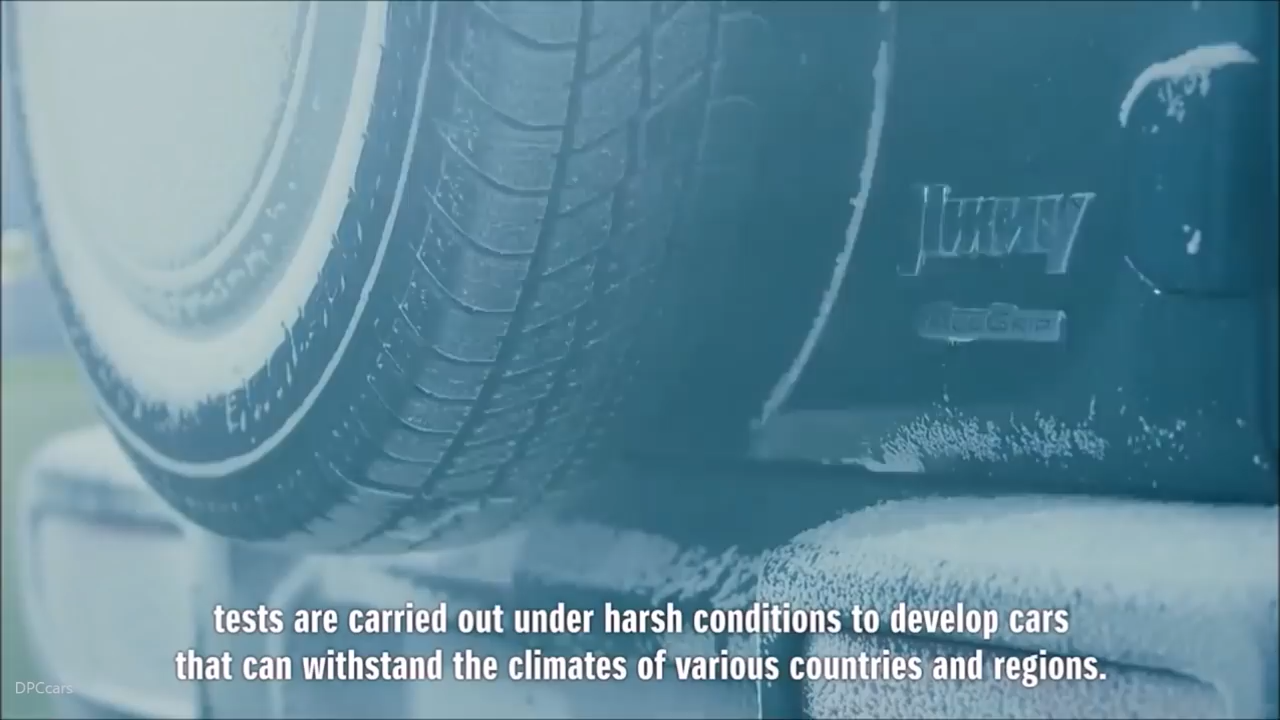 Jimny
ALLGRIP
tests are carried out under harsh conditions to develop cars
that can withstand the climates of various countries and regions.
DPCcars